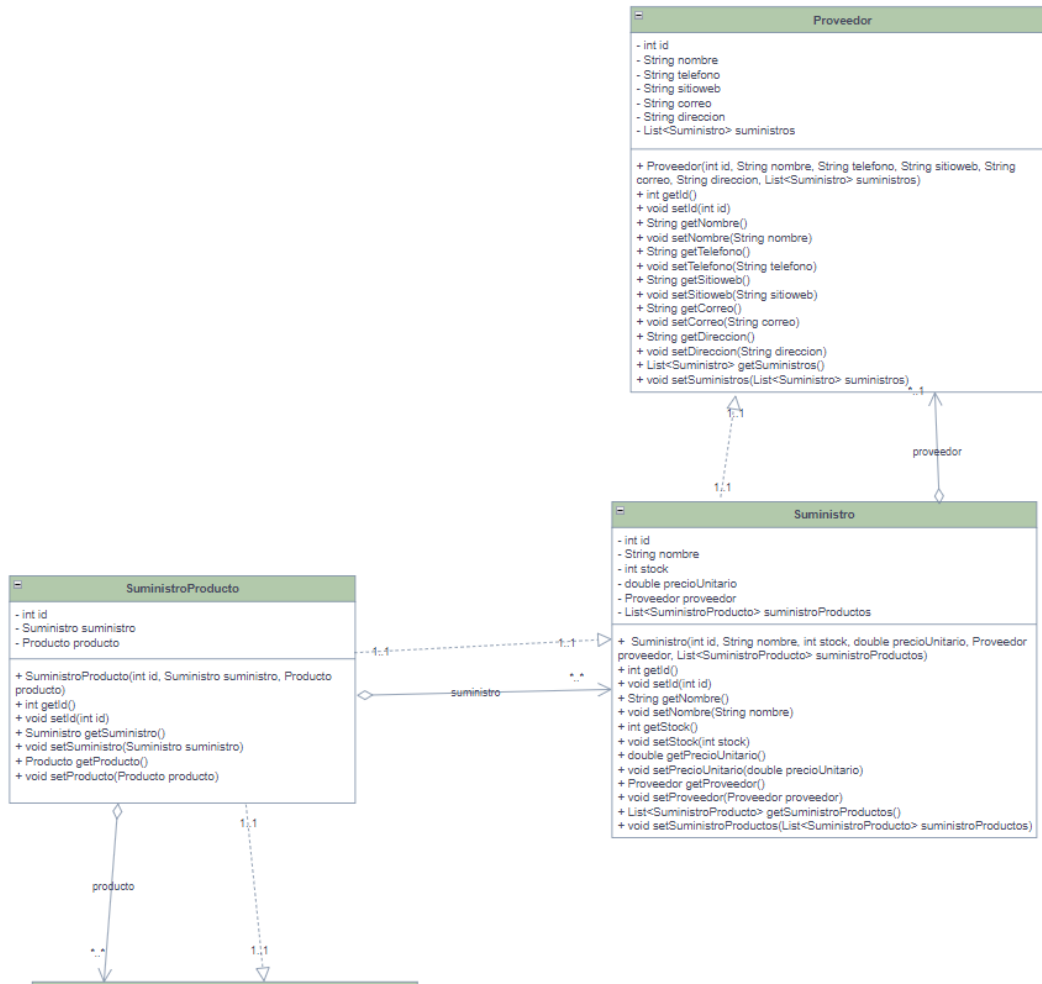 Proveedor
- int id
- String nombre
- String telefono
- String sitioweb
- String correo
- String direccion
- List<Suministro> suministros
+ Proveedor(int id, String nombre, String telefono, String sitioweb, String
correo, String direccion, List<Suministro> suministros)
+ int getId()
+ void setId(int id)
+ String getNombre()
+ void setNombre(String nombre)
+ String getTelefono()
+ void setTelefono(String telefono)
+ String getSitioweb()
+ void setSitioweb(String sitioweb)
+ String getCorreo()
+ void setCorreo(String correo)
+ String getDireccion()
+ void setDireccion(String direccion)
+ List<Suministro> getSuministros()
+ void setSuministros(List<Suministro> suministros)
*..1
1..1
proveedor
1..1
Suministro
- int id
- String nombre
- int stock
- double precioUnitario
- Proveedor proveedor
- List<SuministroProducto> suministroProductos
+ Suministro(int id, String nombre, int stock, double precioUnitario, Proveedor
proveedor, List<SuministroProducto> suministroProductos)
+ int getId()
+ void setId(int id)
+ String getNombre()
+ void setNombre(String nombre)
+ int getStock()
+ void setStock(int stock)
+ double getPrecioUnitario()
+ void setPrecioUnitario(double precioUnitario)
+ Proveedor getProveedor()
+ void setProveedor(Proveedor proveedor)
+ List<SuministroProducto> getSuministroProductos()
+ void setSuministroProductos(List<SuministroProducto> suministroProductos)
SuministroProducto
- int id
- Suministro suministro
- Producto producto
+ SuministroProducto(int id, Suministro suministro, Producto
producto)
+ int getId()
+ void setId(int id)
+ Suministro getSuministro()
+ void setSuministro(Suministro suministro)
+ Producto getProducto()
+ void setProducto(Producto producto)
1..1
1..1
*..*
suministro
1..1
producto
*..*
1..1